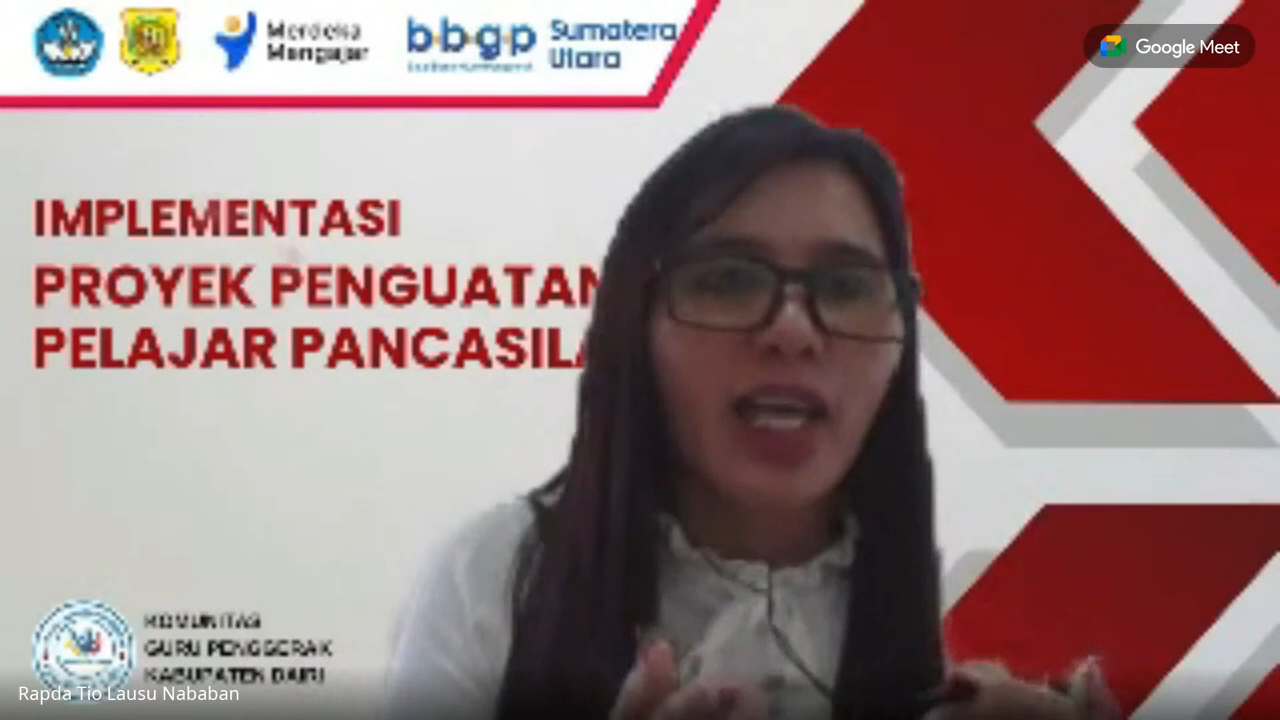 Merdeka
Mengajar
bbgp
Sumatera
Utara
Google Meet
IMPLEMENTASI
PROYEK PENGUATAN
PELAJAR PANCASILA
KOMUNITAS
GURU PENGGERAK
KABUPATEN DAIRI
Rapda Tio Lausu Nababan